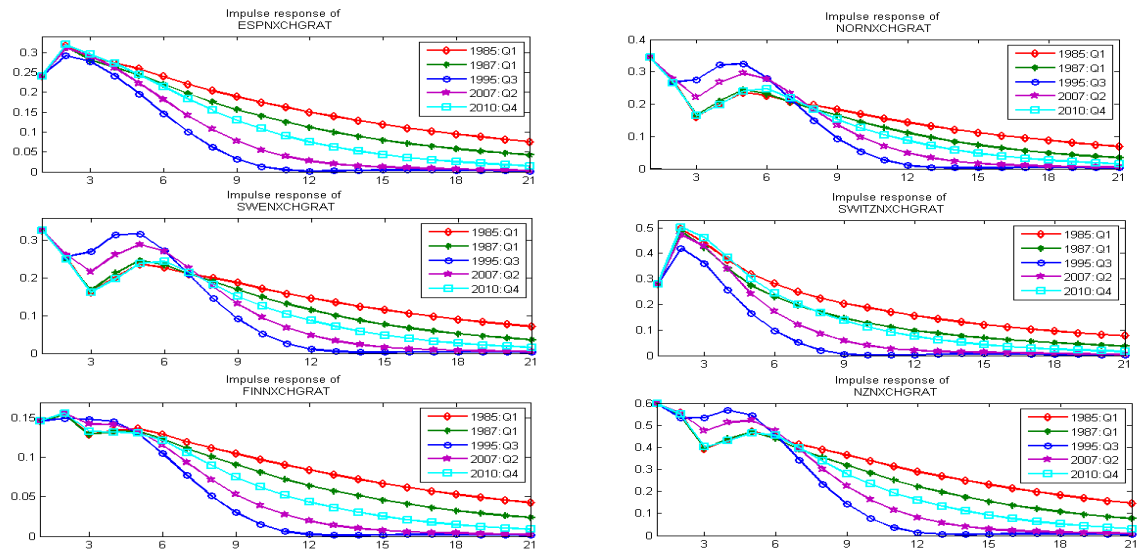 Impulse response of
ESPNXCHGRAT
0.3
0.25
0.2
0.15
0.1
0.05
0
3 6 9 12 15 18 21
1985:Q1
1987:Q1
1995:Q3
2007:Q2
2010:Q4
Impulse response of
NORNXCHGRAT
0.4
0.3
0.2
0.1
0
3 6 9 12 15 18 21
1985:Q1
1987:Q1
1995:Q3
2007:Q2
2010:Q4
Impulse response of
SWENXCHGRAT
0.3
0.2
0.1
0
3 6 9 12 15 18 21
1985:Q1
1987:Q1
1995:Q3
2007:Q2
2010:Q4
Impulse response of
SWITZNXCHGRAT
0.5
0.4
0.3
0.2
0.1
0
3 6 9 12 15 18 21
1985:Q1
1987:Q1
1995:Q3
2007:Q2
2010:Q4
Impulse response of
FINNXCHGRAT
0.15
0.1
0.05
0
3 6 9 12 15 18 21
1985:Q1
1987:Q1
1995:Q3
2007:Q2
2010:Q4
Impulse response of
NZNXCHGRAT
0.6
0.5
0.4
0.3
0.2
0.1
0
3 6 9 12 15 18 21
1985:Q1
1987:Q1
1995:Q3
2007:Q2
2010:Q4